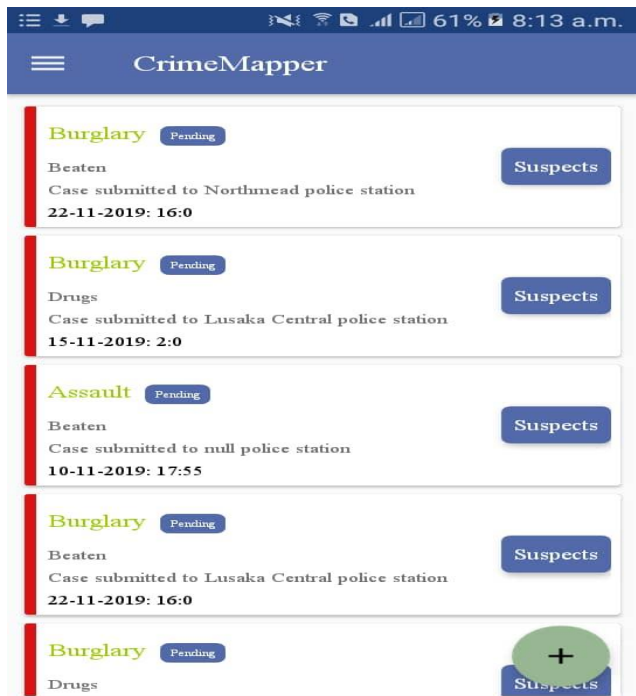 61% 8:13 a.m.
CrimeMapper
Burglary Pending
Beaten
Suspects
Case submitted to Northmead police station
22-11-2019: 16:0
Burglary Pending
Drugs
Suspects
Case submitted to Lusaka Central police station
15-11-2019: 2:0
Assault Pending
Beaten
Suspects
Case submitted to null police station
10-11-2019: 17:55
Burglary Pending
Beaten
Suspects
Case submitted to Lusaka Central police station
22-11-2019: 16:0
Burglary Pending
+
Drugs
Suspects